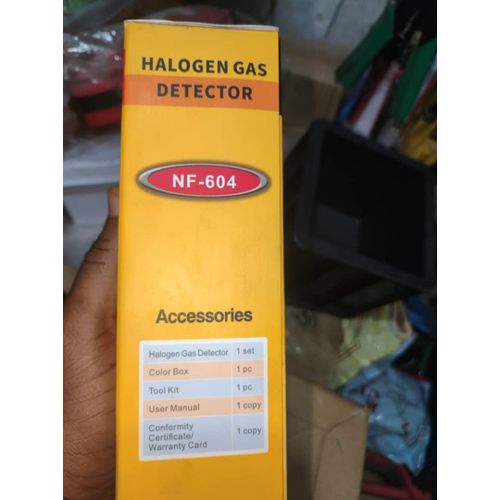 HALOGEN GAS
DETECTOR
NF-604
Accessories
Halogen Gas Detector 1 set
Color Box 1 pc
Tool Kit 1 pc
User Manual 1 copy
Conformity
Certificate/ 1 copy
Warranty Card